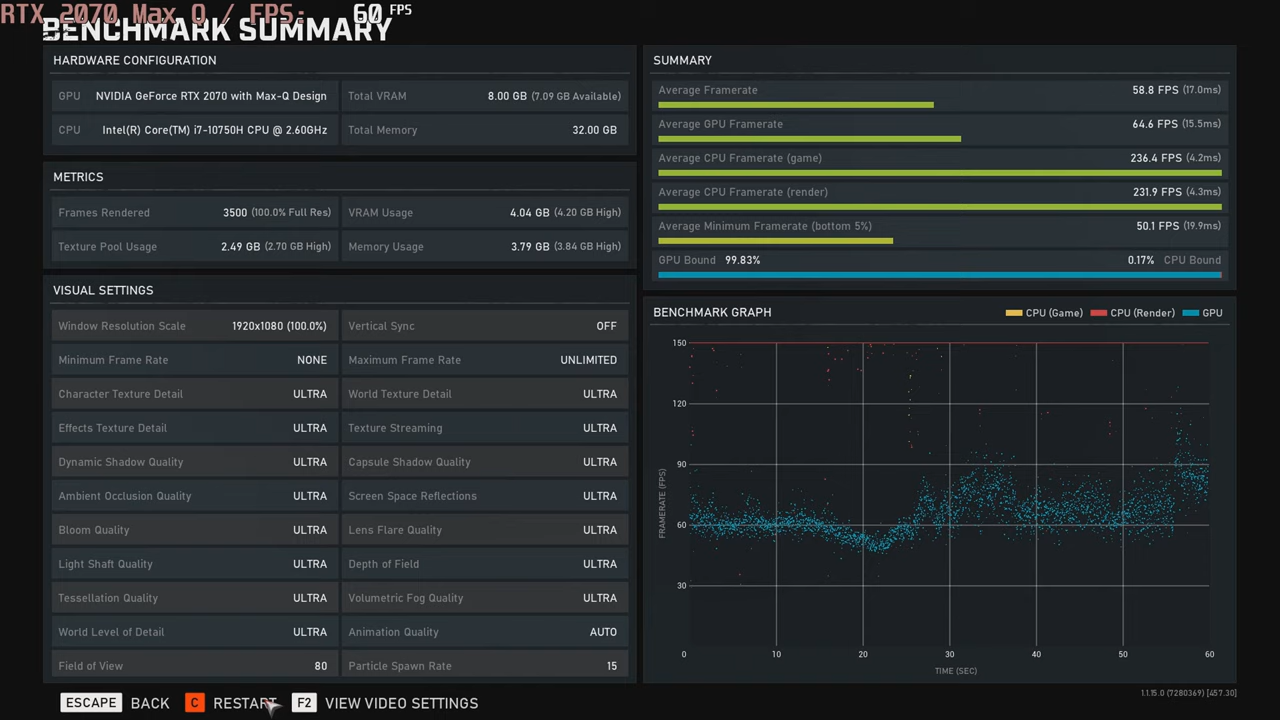 RTX 2070 Max Q / FPS: 60 FPS
BENCHMARK SUMMARY
HARDWARE CONFIGURATION
GPU NVIDIA GeForce RTX 2070 with Max-Q Design
Total VRAM 8.00 GB (7.09 GB Available)
CPU Intel(R) Core(TM) i7-10750H CPU @ 2.60GHz
Total Memory 32.00 GB
METRICS
Frames Rendered 3500 (100.0% Full Res)
VRAM Usage 4.04 GB (4.20 GB High)
Texture Pool Usage 2.49 GB (2.70 GB High)
Memory Usage 3.79 GB (3.84 GB High)
VISUAL SETTINGS
Window Resolution Scale 1920x1080 (100.0%)
Vertical Sync OFF
Minimum Frame Rate NONE
Maximum Frame Rate UNLIMITED
Character Texture Detail ULTRA
World Texture Detail ULTRA
Effects Texture Detail ULTRA
Texture Streaming ULTRA
Dynamic Shadow Quality ULTRA
Capsule Shadow Quality ULTRA
Ambient Occlusion Quality ULTRA
Screen Space Reflections ULTRA
Bloom Quality ULTRA
Lens Flare Quality ULTRA
Light Shaft Quality ULTRA
Depth of Field ULTRA
Tessellation Quality ULTRA
Volumetric Fog Quality ULTRA
World Level of Detail ULTRA
Animation Quality AUTO
Field of View 80
Particle Spawn Rate 15
SUMMARY
Average Framerate 58.8 FPS (17.0ms)
Average GPU Framerate 64.6 FPS (15.5ms)
Average CPU Framerate (game) 236.4 FPS (4.2ms)
Average CPU Framerate (render) 231.9 FPS (4.3ms)
Average Minimum Framerate (bottom 5%) 50.1 FPS (19.9ms)
GPU Bound 99.83% 0.17% CPU Bound
BENCHMARK GRAPH CPU (Game) CPU (Render) GPU
150
120
90
60
30
FRAMERATE (FPS)
0 10 20 30 40 50 60
TIME (SEC)
ESCAPE BACK C RESTART F2 VIEW VIDEO SETTINGS
1.1.15.0 (7280369) [457.30]